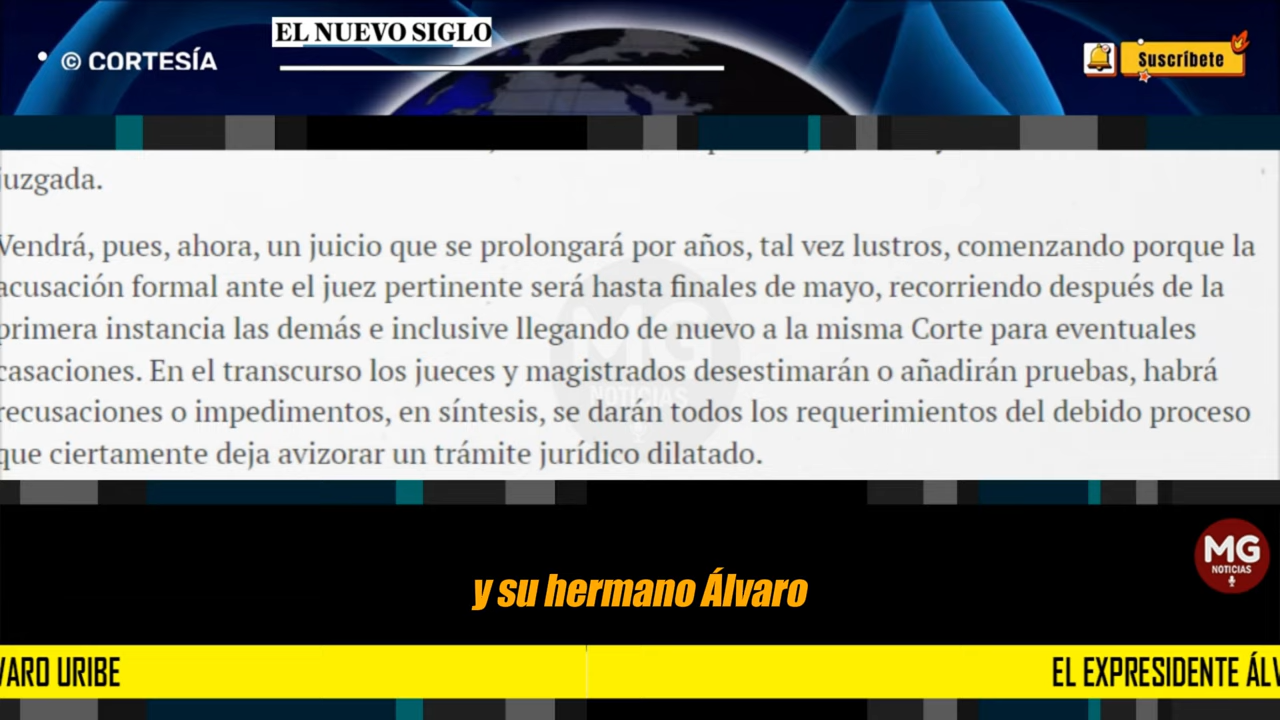 EL NUEVO SIGLO
© CORTESÍA
Suscríbete
juzgada.
Vendrá, pues, ahora, un juicio que se prolongará por años, tal vez lustros, comenzando porque la
acusación formal ante el juez pertinente será hasta finales de mayo, recorriendo después de la
primera instancia las demás e inclusive llegando de nuevo a la misma Corte para eventuales
casaciones. En el transcurso los jueces y magistrados desestimarán o añadirán pruebas, habrá
recusaciones o impedimentos, en síntesis, se darán todos los requerimientos del debido proceso
que ciertamente deja avizorar un trámite jurídico dilatado.
MG
NOTICIAS
MG
NOTICIAS
y su hermano Álvaro
VARO URIBE
EL EXPRESIDENTE ÁLV